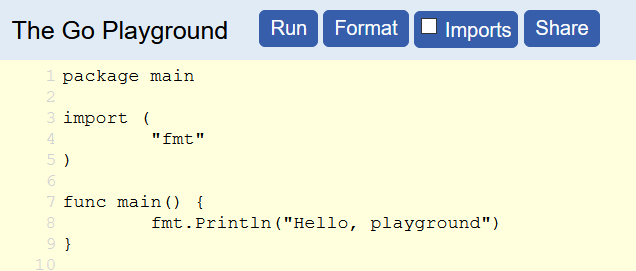 The Go Playground Run Format Imports Share
1 package main
2
3 import (
4         "fmt"
5 )
6
7 func main() {
8         fmt.Println("Hello, playground")
9 }
10